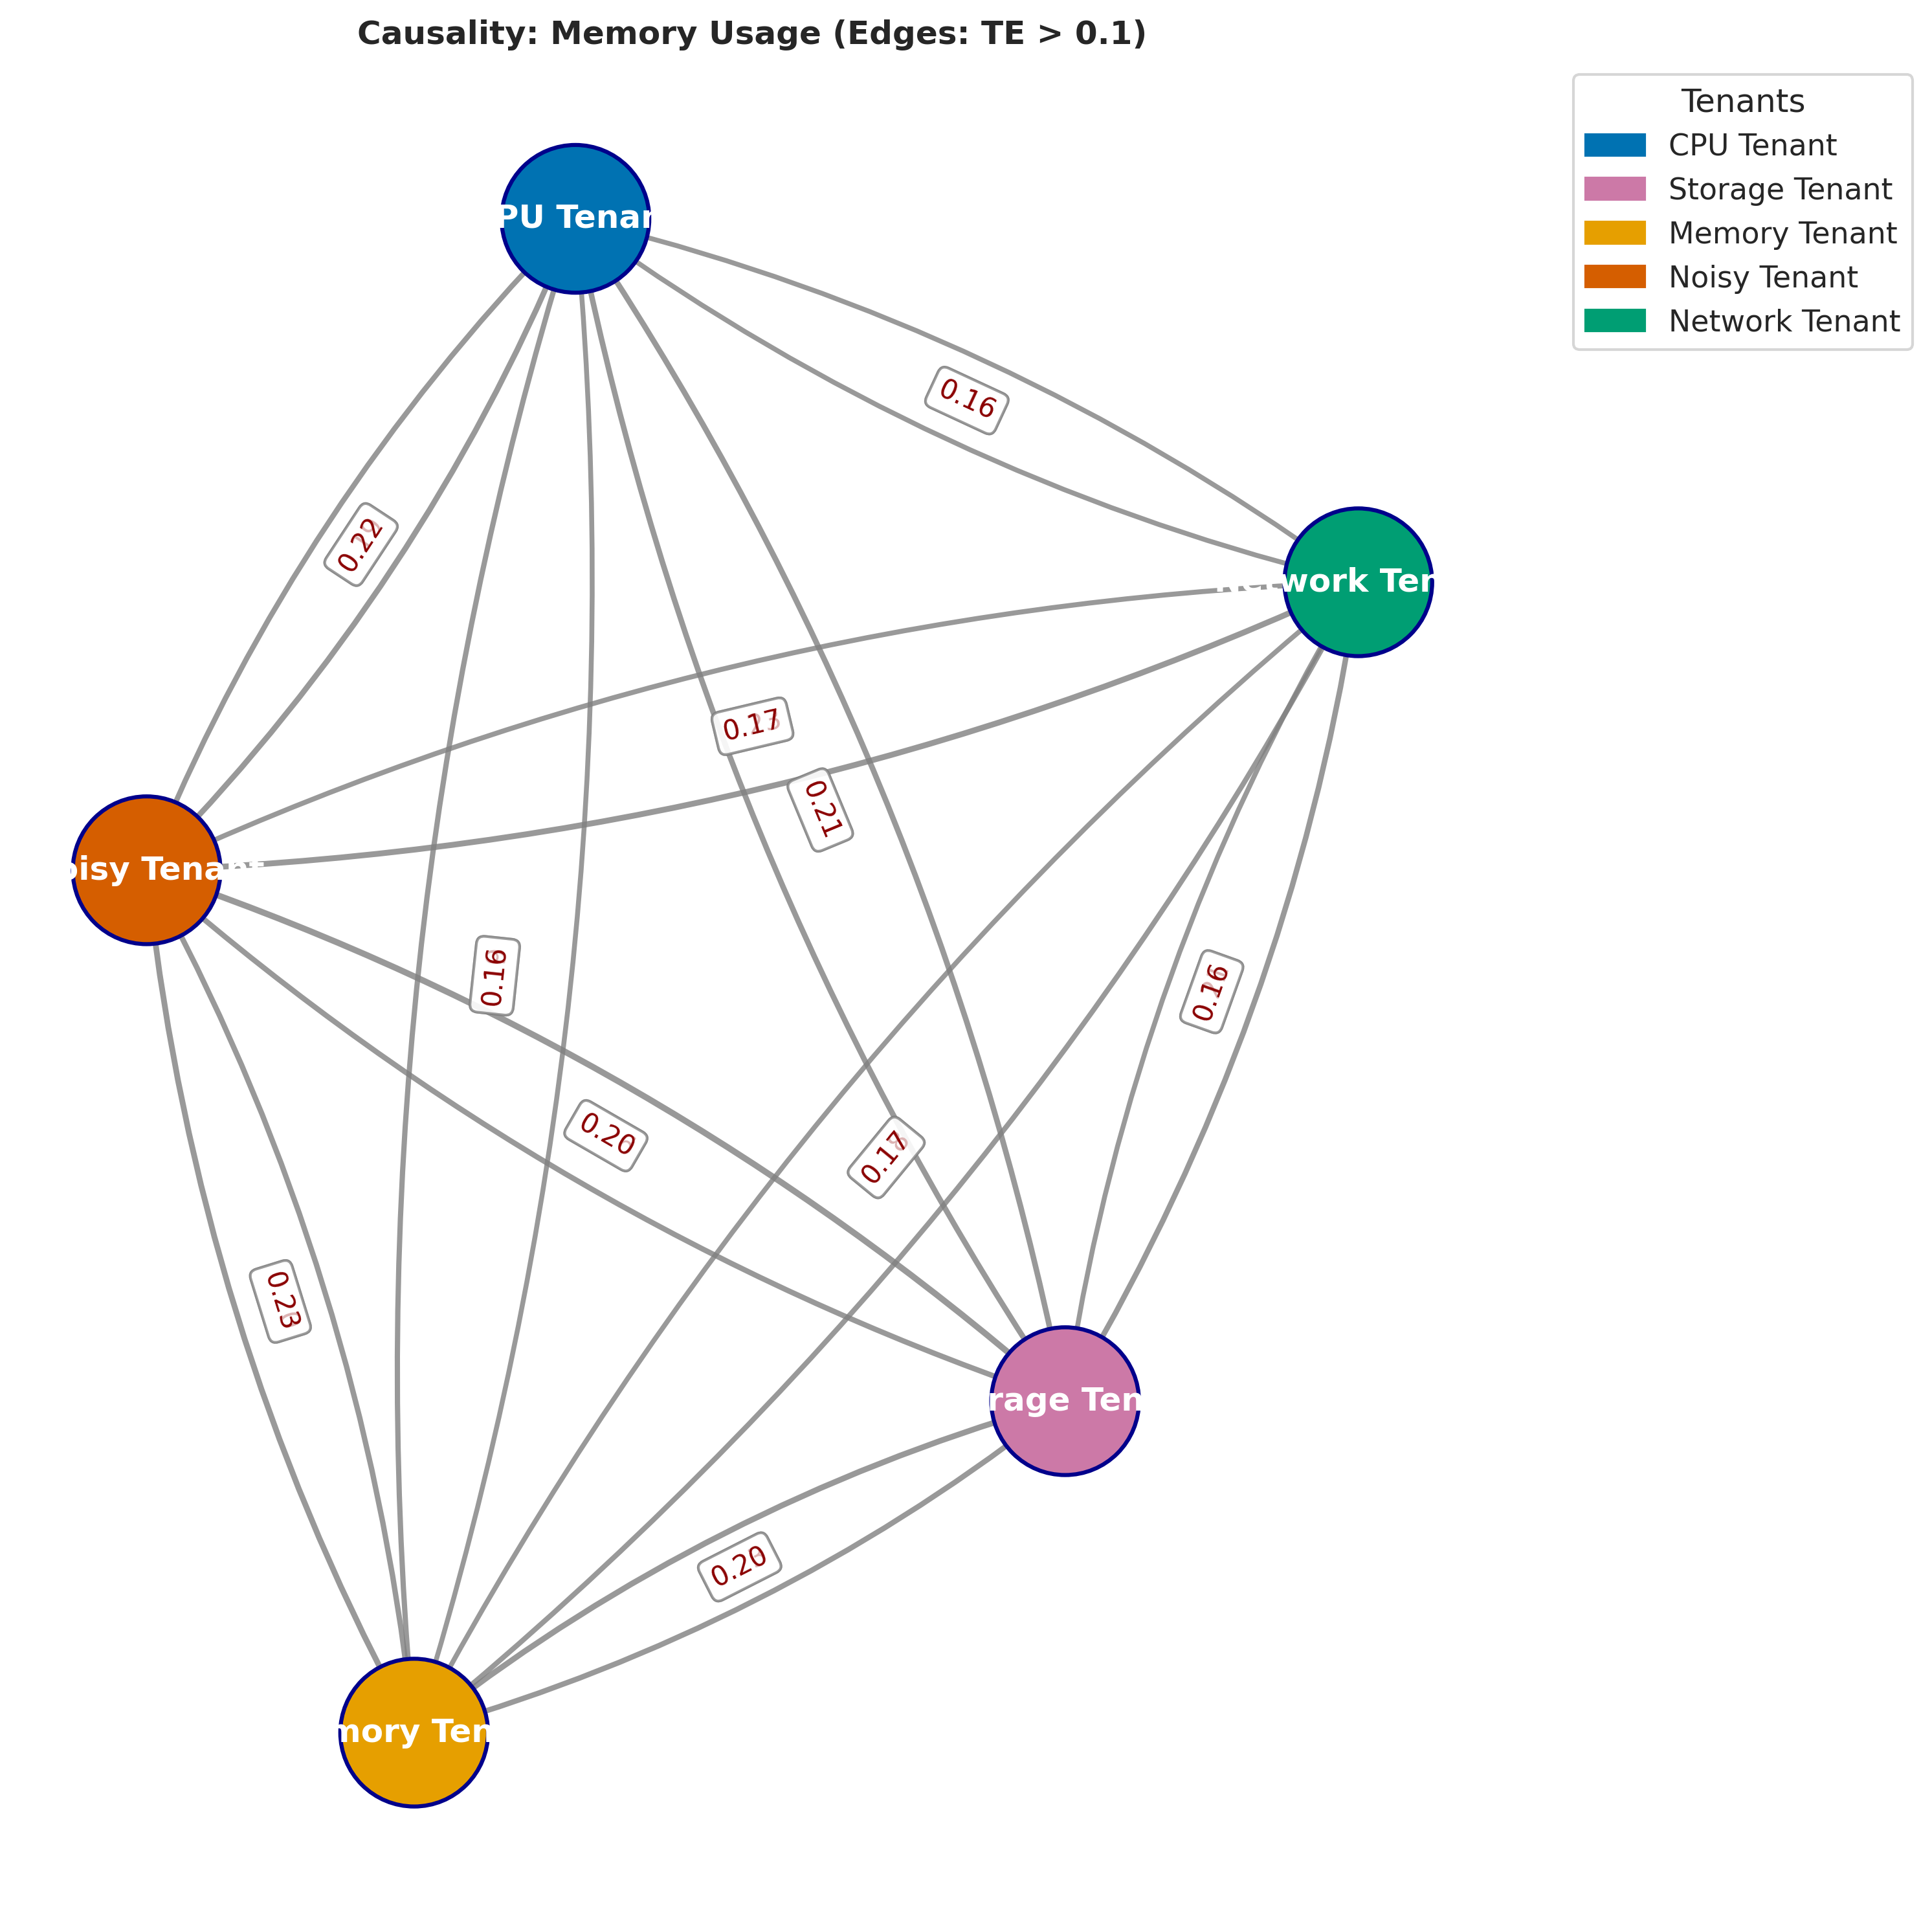 Causality: Memory Usage (Edges: TE > 0.1)
Tenants
CPU Tenant
Storage Tenant
Memory Tenant
Noisy Tenant
Network Tenant
PU Tenan
0.16
0.22
work Ten
0.17
0.21
oisy Tenant
0.16
0.16
0.20
0.17
0.23
rage Ten
0.20
mory Ten